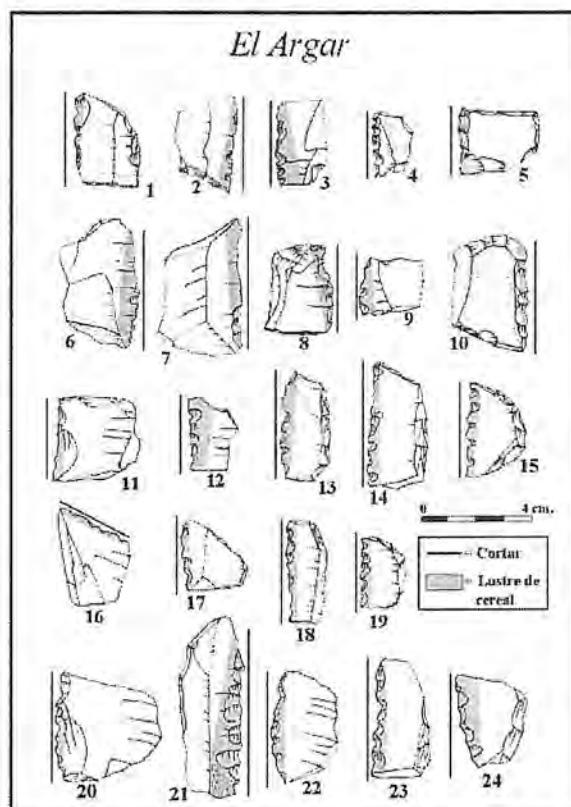 El Argar
1 2 3 4 5
6 7 8 9 10
11 12 13 14 15
0 4 cm.
16 17 18 19
Cortar
Lustre de
cereal
20 21 22 23 24